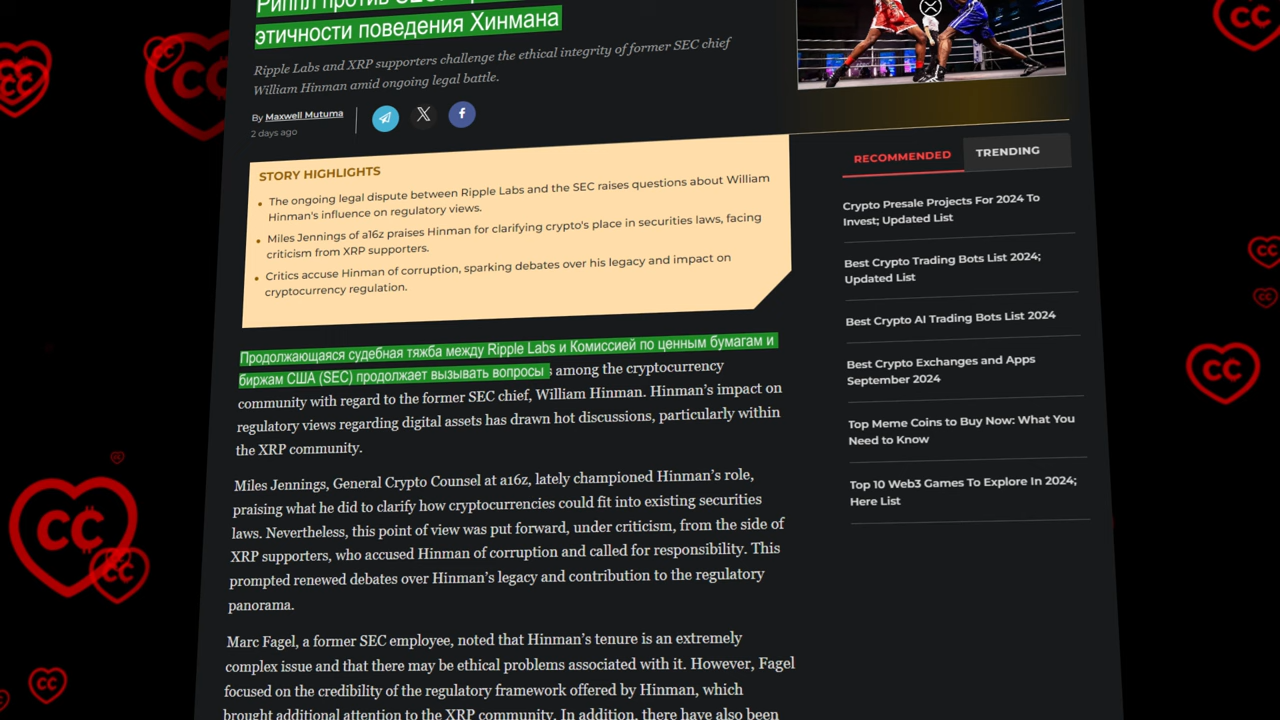 Риппл против SEC:
этичности поведения Хинмана
Ripple Labs and XRP supporters challenge the ethical integrity of former SEC chief
William Hinman amid ongoing legal battle.
By Maxwell Mutuma
2 days ago
STORY HIGHLIGHTS
The ongoing legal dispute between Ripple Labs and the SEC raises questions about William
Hinman's influence on regulatory views.
Miles Jennings of a16z praises Hinman for clarifying crypto's place in securities laws, facing
criticism from XRP supporters.
Critics accuse Hinman of corruption, sparking debates over his legacy and impact on
cryptocurrency regulation.
Продолжающаяся судебная тяжба между Ripple Labs и Комиссией по ценным бумагам и
биржам США (SEC) продолжает вызывать вопросы s among the cryptocurrency
community with regard to the former SEC chief, William Hinman. Hinman’s impact on
regulatory views regarding digital assets has drawn hot discussions, particularly within
the XRP community.
Miles Jennings, General Crypto Counsel at a16z, lately championed Hinman’s role,
praising what he did to clarify how cryptocurrencies could fit into existing securities
laws. Nevertheless, this point of view was put forward, under criticism, from the side of
XRP supporters, who accused Hinman of corruption and called for responsibility. This
prompted renewed debates over Hinman’s legacy and contribution to the regulatory
panorama.
Marc Fagel, a former SEC employee, noted that Hinman’s tenure is an extremely
complex issue and that there may be ethical problems associated with it. However, Fagel
focused on the credibility of the regulatory framework offered by Hinman, which
brought additional attention to the XRP community. In addition, there have also been
RECOMMENDED
TRENDING
Crypto Presale Projects For 2024 To
Invest; Updated List
Best Crypto Trading Bots List 2024;
Updated List
Best Crypto AI Trading Bots List 2024
Best Crypto Exchanges and Apps
September 2024
Top Meme Coins to Buy Now: What You
Need to Know
Top 10 Web3 Games To Explore In 2024;
Here List
CC
CC
CC
CC
CC
CC
CC
CC
CC